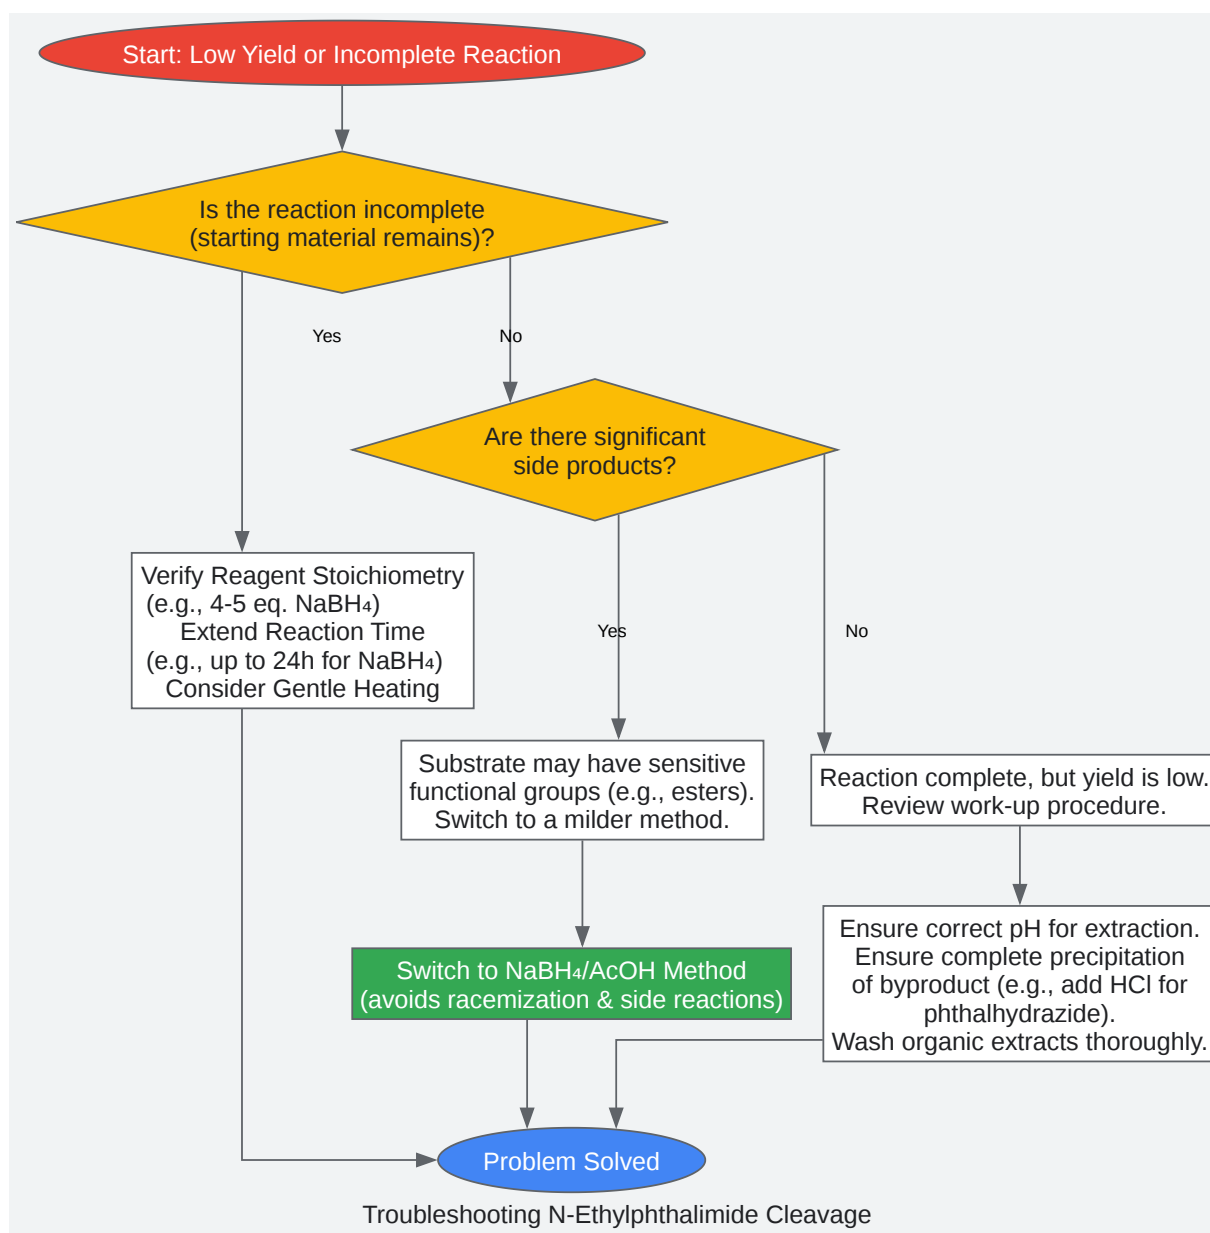 Start: Low Yield or Incomplete Reaction
Is the reaction incomplete
(starting material remains)?
Yes
No
Are there significant
side products?
Verify Reagent Stoichiometry
(e.g., 4-5 eq. NaBH₄)
Extend Reaction Time
(e.g., up to 24h for NaBH₄)
Consider Gentle Heating
Yes
No
Substrate may have sensitive
functional groups (e.g., esters).
Switch to a milder method.
Reaction complete, but yield is low.
Review work-up procedure.
Switch to NaBH₄/AcOH Method
(avoids racemization & side reactions)
Ensure correct pH for extraction.
Ensure complete precipitation
of byproduct (e.g., add HCl for
phthalhydrazide).
Wash organic extracts thoroughly.
Problem Solved
Troubleshooting N-Ethylphthalimide Cleavage